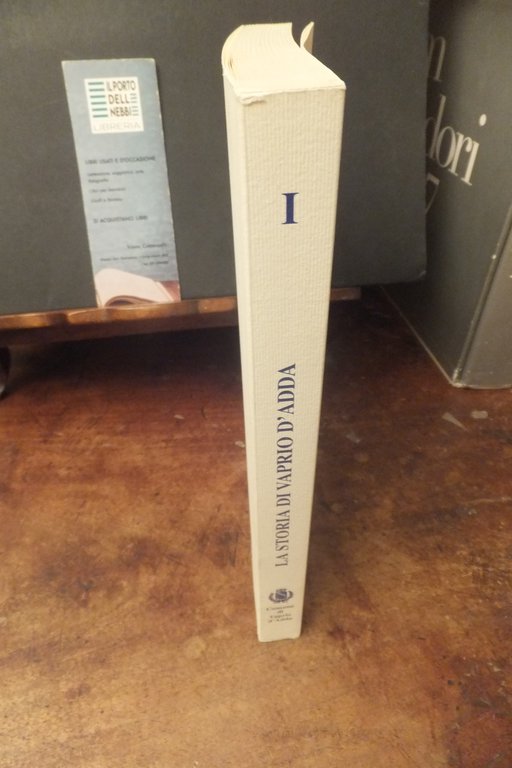 IL PORTO
DELLE
NEBBIE
LIBRERIA
LIBRI USATI E D'OCCASIONE
SI ACQUISTANO LIBRI
I
LA STORIA DI VAPRIO D'ADDA
Comune
di
Vaprio
d'Adda
n
dori
7